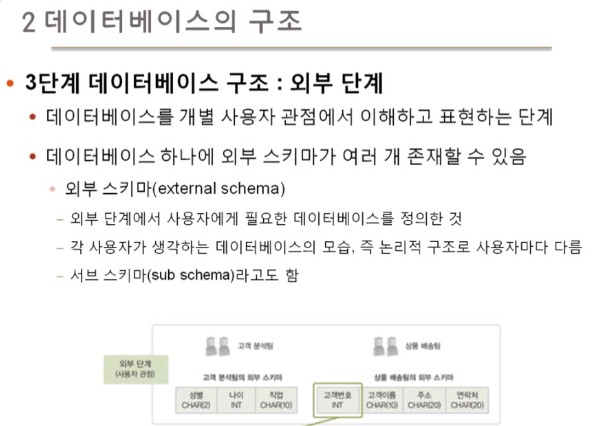 2 데이터베이스의 구조
• 3단계 데이터베이스 구조 : 외부 단계
• 데이터베이스를 개별 사용자 관점에서 이해하고 표현하는 단계
• 데이터베이스 하나에 외부 스키마가 여러 개 존재할 수 있음
• 외부 스키마(external schema)
– 외부 단계에서 사용자에게 필요한 데이터베이스를 정의한 것
– 각 사용자가 생각하는 데이터베이스의 모습, 즉 논리적 구조로 사용자마다 다름
– 서브 스키마(sub schema)라고도 함
고객 분석팀 상품 배송팀
외부 단계
(사용자 관점)
고객 분석팀의 외부 스키마 상품 배송팀의 외부 스키마
성별 나이 직업 고객번호 고객이름 주소 연락처
CHAR(2) INT CHAR(10) INT CHAR(10) CHAR(20) CHAR(20)